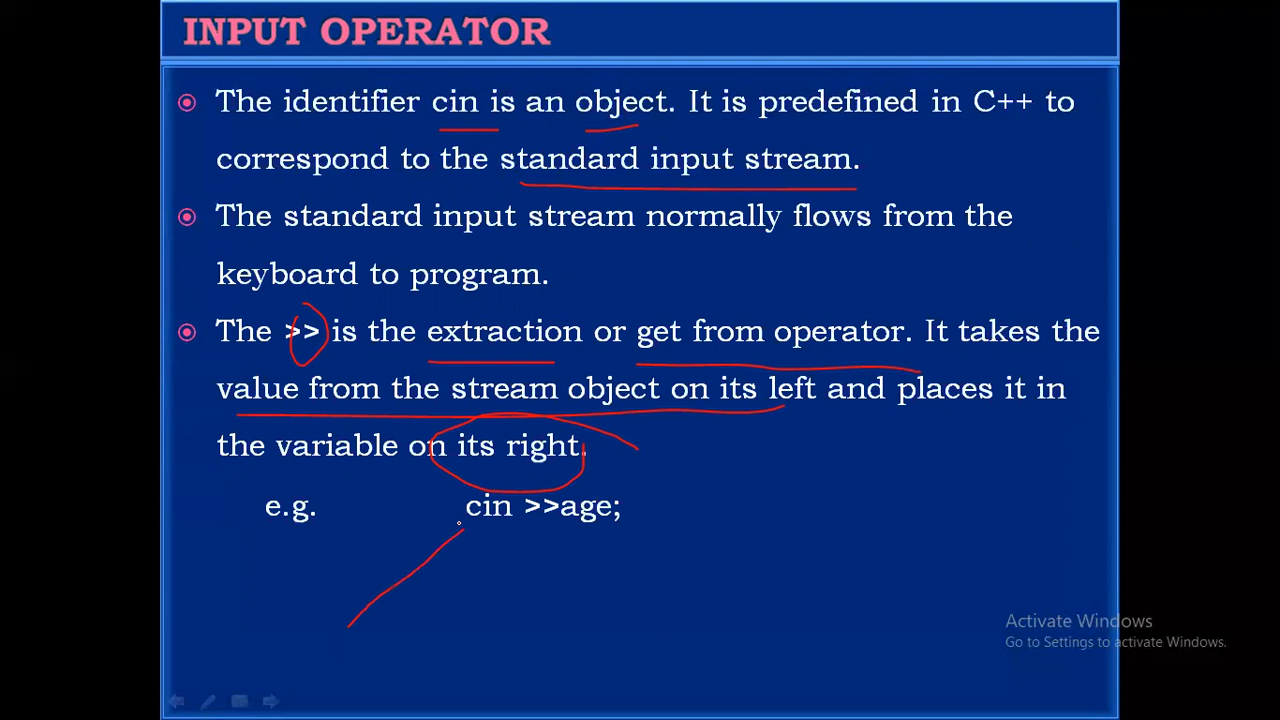 INPUT OPERATOR
The identifier cin is an object. It is predefined in C++ to
correspond to the standard input stream.
The standard input stream normally flows from the
keyboard to program.
The >> is the extraction or get from operator. It takes the
value from the stream object on its left and places it in
the variable on its right.
e.g. cin >>age;
Activate Windows
Go to Settings to activate Windows.